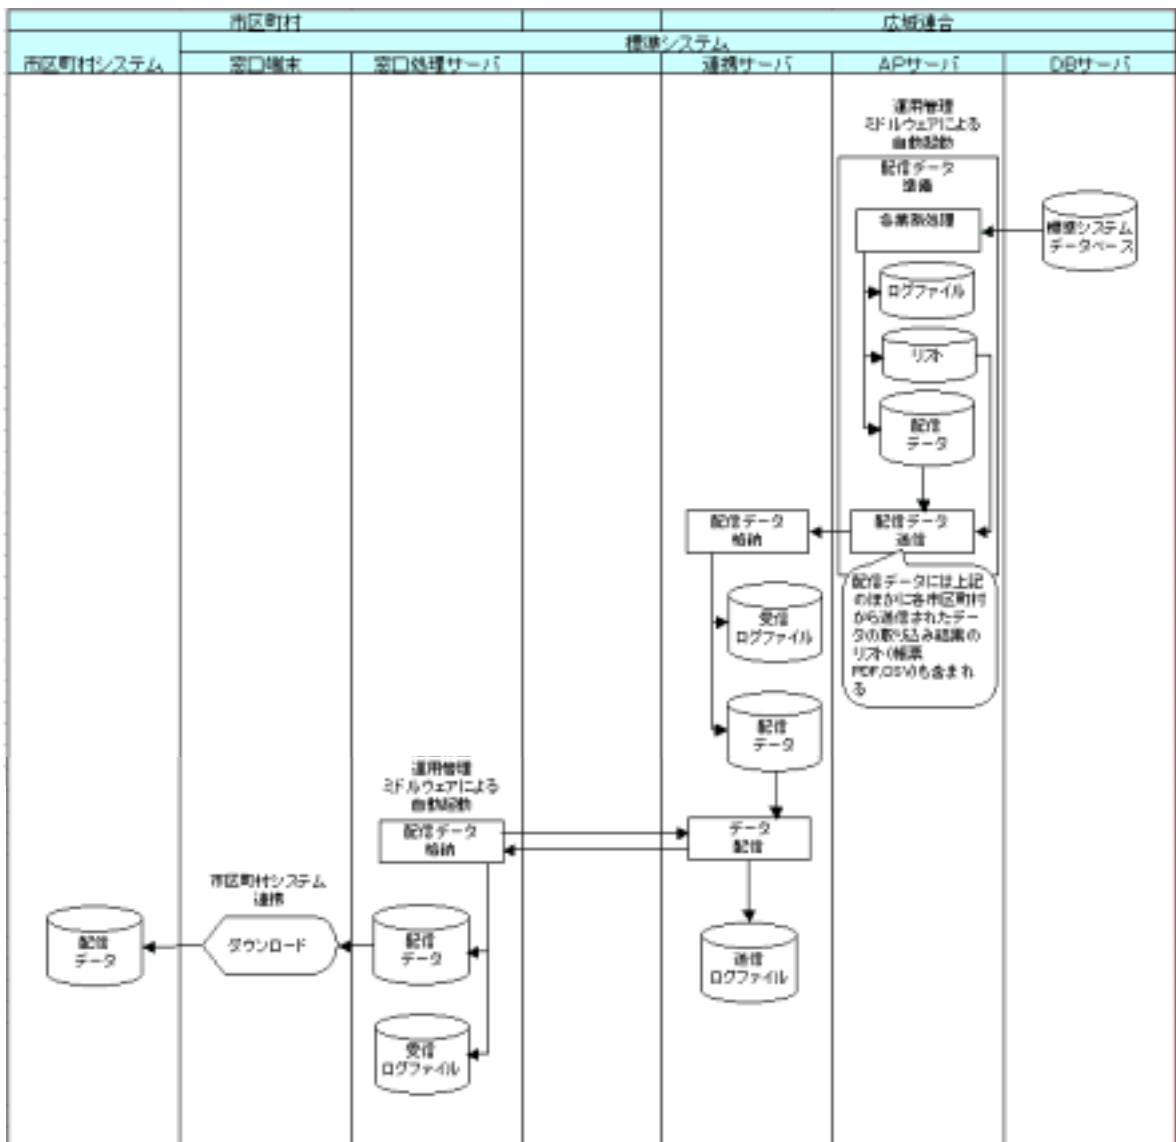 市区町村
広域連合
標準システム
市区町村システム
窓口端末
窓口処理サーバ
連携サーバ
APサーバ
DBサーバ
運用管理
ミドルウェアによる
自動起動
配信データ
準備
各業務処理
標準システム
データベース
ログファイル
リスト
配信
データ
配信データ
格納
配信データ
送信
配信データには上記
のほかに各市区町村
から送信されたデー
タの取り込み結果の
リスト(帳票
PDF,CSV)も含まれ
る
受信
ログファイル
配信
データ
運用管理
ミドルウェアによる
自動起動
配信データ
格納
データ
配信
市区町村システム
連携
配信
データ
ダウンロード
配信
データ
送信
ログファイル
受信
ログファイル